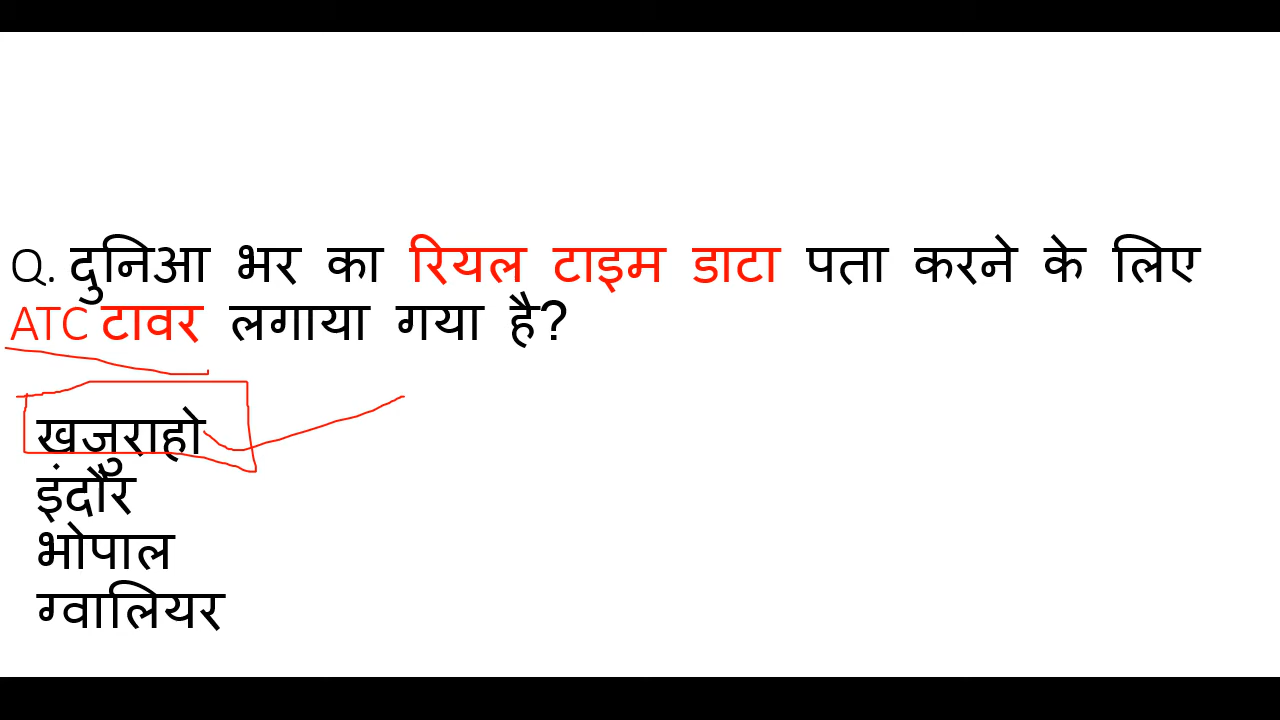 Q. दुनिआ भर का रियल टाइम डाटा पता करने के लिए
ATC टावर लगाया गया है?
खजुराहो
इंदौर
भोपाल
ग्वालियर